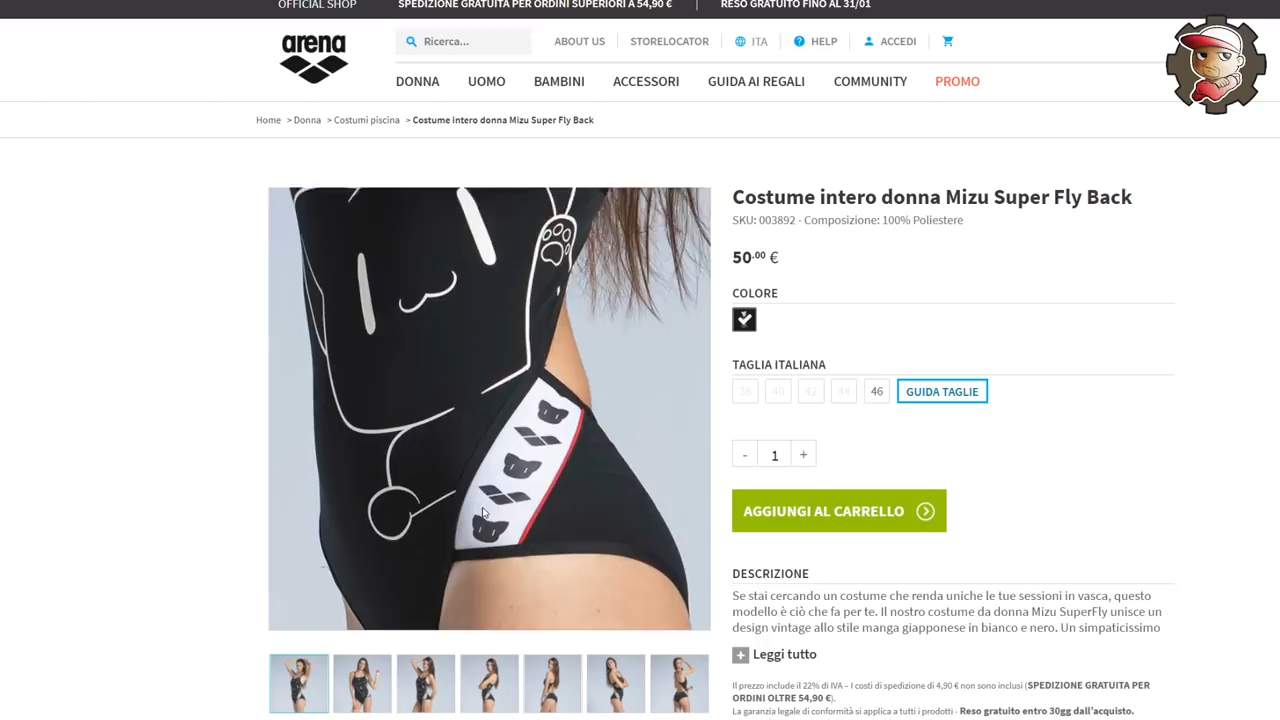 OFFICIAL SHOP
SPEDIZIONE GRATUITA PER ORDINI SUPERIORI A 54,90 € | RESO GRATUITO FINO AL 31/01
arena
Ricerca...
ABOUT US
STORELOCATOR
ITA
HELP
ACCEDI
DONNA
UOMO
BAMBINI
ACCESSORI
GUIDA AI REGALI
COMMUNITY
PROMO
Home > Donna > Costumi piscina > Costume intero donna Mizu Super Fly Back
Costume intero donna Mizu Super Fly Back
SKU: 003892 - Composizione: 100% Poliestere
50.00 €
COLORE
TAGLIA ITALIANA
38 40 42 44 46 GUIDA TAGLIE
- 1 +
AGGIUNGI AL CARRELLO
DESCRIZIONE
Se stai cercando un costume che renda uniche le tue sessioni in vasca, questo
modello è ciò che fa per te. Il nostro costume da donna Mizu SuperFly unisce un
design vintage allo stile manga giapponese in bianco e nero. Un simpaticissimo
+ Leggi tutto
Il prezzo include il 22% di IVA – I costi di spedizione di 4,90 € non sono inclusi (SPEDIZIONE GRATUITA PER
ORDINI OLTRE 54,90 €).
La garanzia legale di conformità si applica a tutti i prodotti - Reso gratuito entro 30gg dall'acquisto.